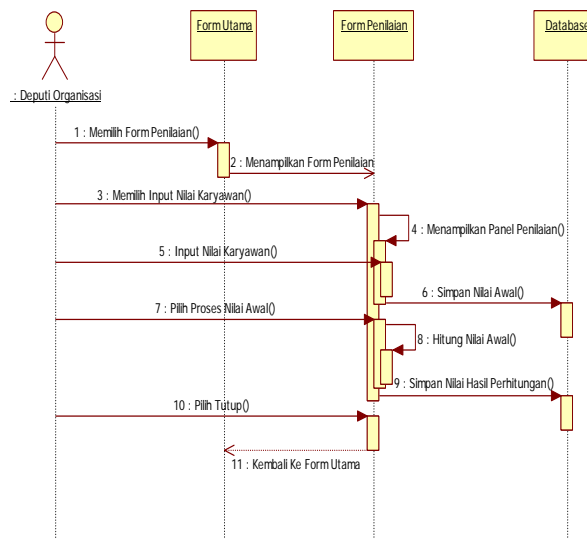 Form Utama
Form Penilaian
Database
: Deputi Organisasi
1 : Memilih Form Penilaian()
2 : Menampilkan Form Penilaian
3 : Memilih Input Nilai Karyawan()
4 : Menampilkan Panel Penilaian()
5 : Input Nilai Karyawan()
6 : Simpan Nilai Awal()
7 : Pilih Proses Nilai Awal()
8 : Hitung Nilai Awal()
9 : Simpan Nilai Hasil Perhitungan()
10 : Pilih Tutup()
11 : Kembali Ke Form Utama